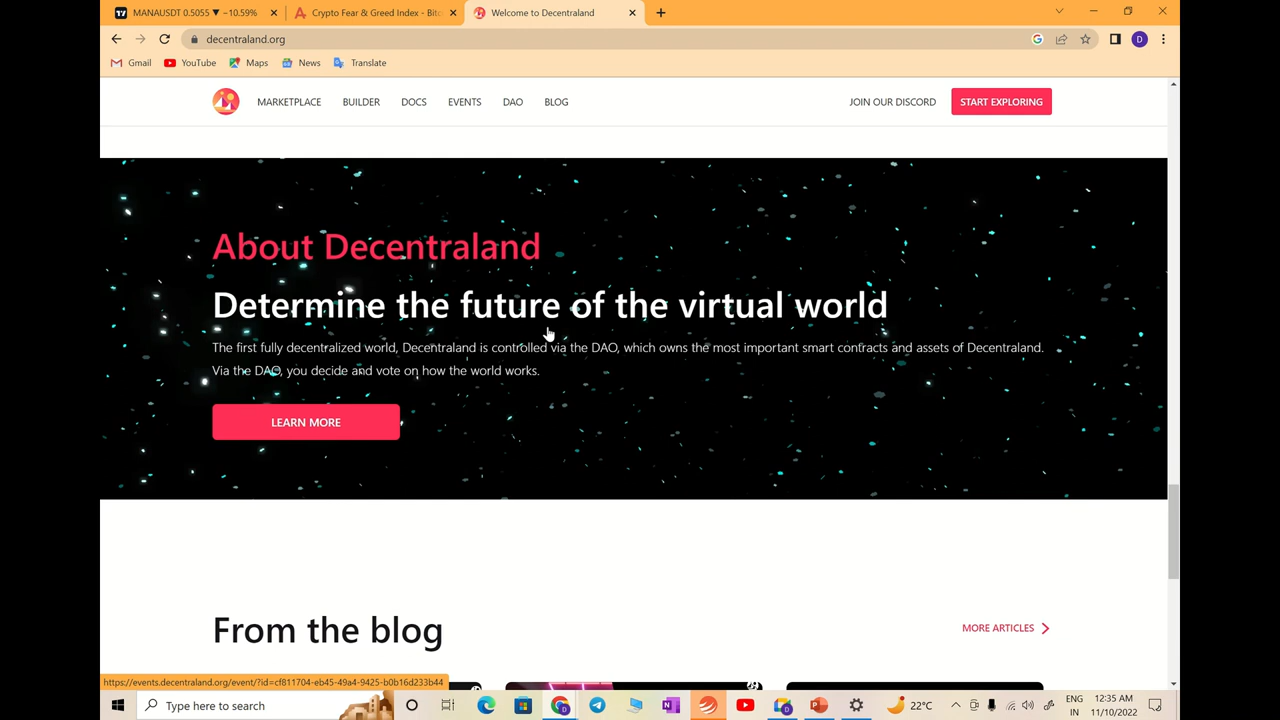 MANAUSDT 0.5055 ▼ −10.59%
Crypto Fear & Greed Index - Bitc
Welcome to Decentraland
decentraland.org
Gmail
YouTube
Maps
News
Translate
MARKETPLACE
BUILDER
DOCS
EVENTS
DAO
BLOG
JOIN OUR DISCORD
START EXPLORING
About Decentraland
Determine the future of the virtual world
The first fully decentralized world, Decentraland is controlled via the DAO, which owns the most important smart contracts and assets of Decentraland.
Via the DAO, you decide and vote on how the world works.
LEARN MORE
From the blog
MORE ARTICLES
https://events.decentraland.org/event/?id=cf811704-eb45-49a4-9425-b0b16d233b44
Type here to search
22°C
ENG
IN
12:35 AM
11/10/2022